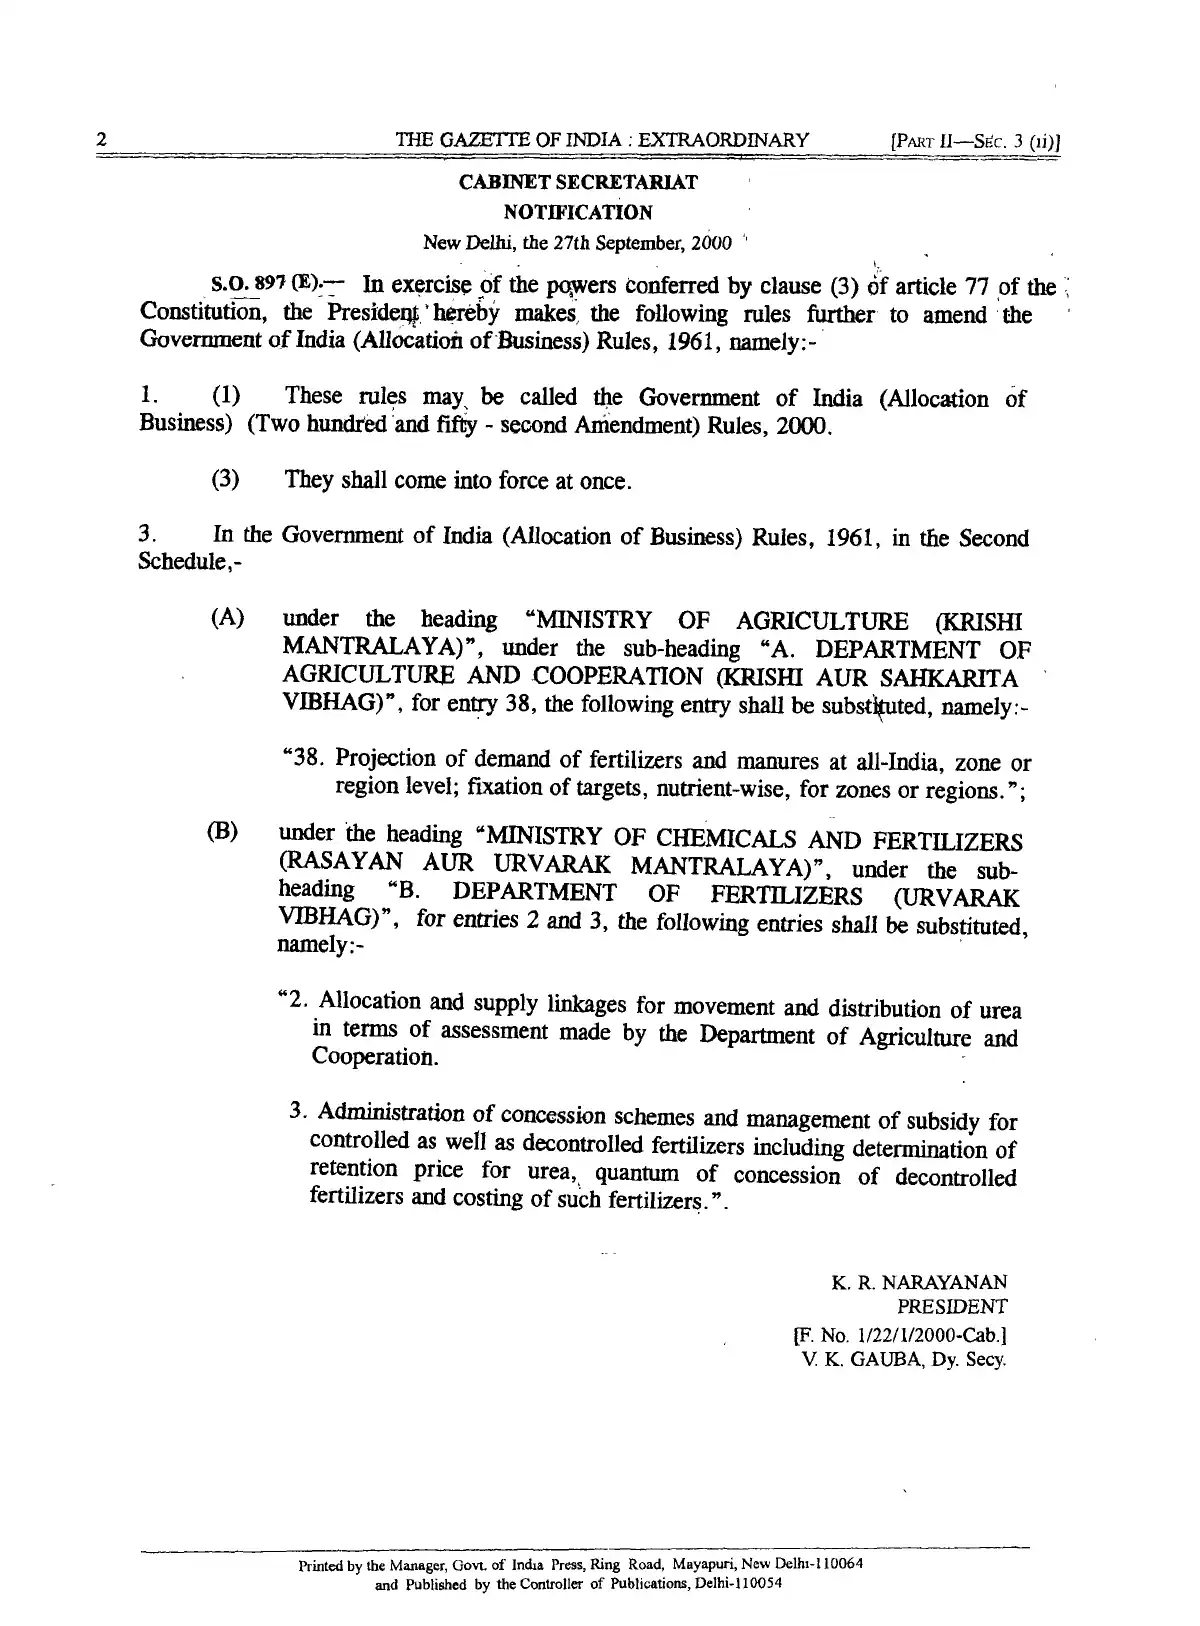 2 THE GAZETTE OF INDIA : EXTRAORDINARY [PART II—SEC. 3 (ii)]
CABINET SECRETARIAT
NOTIFICATION
New Delhi, the 27th September, 2000
S.O. 897 (E).— In exercise of the powers conferred by clause (3) of article 77 of the
Constitution, the President hereby makes the following rules further to amend the
Government of India (Allocation of Business) Rules, 1961, namely:-
1. (1) These rules may be called the Government of India (Allocation of
Business) (Two hundred and fifty - second Amendment) Rules, 2000.
(3) They shall come into force at once.
3. In the Government of India (Allocation of Business) Rules, 1961, in the Second
Schedule,-
(A) under the heading “MINISTRY OF AGRICULTURE (KRISHI
MANTRALAYA)”, under the sub-heading “A. DEPARTMENT OF
AGRICULTURE AND COOPERATION (KRISHI AUR SAHKARITA
VIBHAG)”, for entry 38, the following entry shall be substituted, namely:-
“38. Projection of demand of fertilizers and manures at all-India, zone or
region level; fixation of targets, nutrient-wise, for zones or regions.”;
(B) under the heading “MINISTRY OF CHEMICALS AND FERTILIZERS
(RASAYAN AUR URVARAK MANTRALAYA)”, under the sub-
heading “B. DEPARTMENT OF FERTILIZERS (URVARAK
VIBHAG)”, for entries 2 and 3, the following entries shall be substituted,
namely:-
“2. Allocation and supply linkages for movement and distribution of urea
in terms of assessment made by the Department of Agriculture and
Cooperation.
3. Administration of concession schemes and management of subsidy for
controlled as well as decontrolled fertilizers including determination of
retention price for urea, quantum of concession of decontrolled
fertilizers and costing of such fertilizers.”.
K. R. NARAYANAN
PRESIDENT
[F. No. 1/22/1/2000-Cab.]
V. K. GAUBA, Dy. Secy.
Printed by the Manager, Govt. of India Press, Ring Road, Mayapuri, New Delhi-110064
and Published by the Controller of Publications, Delhi-110054